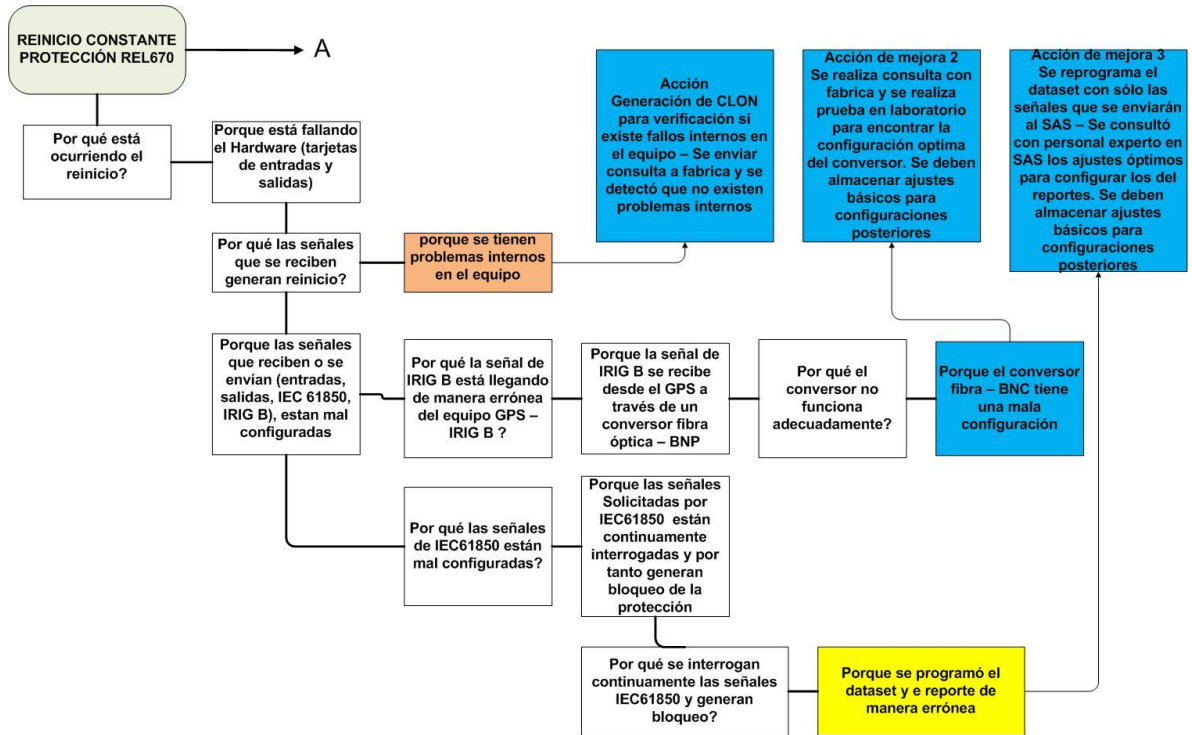 REINICIO CONSTANTE
PROTECCIÓN REL670
A
Por qué está
ocurriendo el
reinicio?
Porque está fallando
el Hardware (tarjetas
de entradas y
salidas)
Acción
Generación de CLON
para verificación si
existe fallos internos en
el equipo – Se enviar
consulta a fabrica y se
detectó que no existen
problemas internos
Acción de mejora 2
Se realiza consulta con
fabrica y se realiza
prueba en laboratorio
para encontrar la
configuración optima
del conversor. Se deben
almacenar ajustes
básicos para
configuraciones
posteriores
Acción de mejora 3
Se reprograma el
dataset con sólo las
señales que se enviarán
al SAS – Se consultó
con personal experto en
SAS los ajustes óptimos
para configurar los del
reportes. Se deben
almacenar ajustes
básicos para
configuraciones
posteriores
Por qué las señales
que se reciben
generan reinicio?
porque se tienen
problemas internos
en el equipo
Porque las señales
que reciben o se
envían (entradas,
salidas, IEC 61850,
IRIG B), estan mal
configuradas
Por qué la señal de
IRIG B está llegando
de manera errónea
del equipo GPS –
IRIG B ?
Porque la señal de
IRIG B se recibe
desde el GPS a
través de un
conversor fibra
óptica – BNP
Por qué el
conversor no
funciona
adecuadamente?
Porque el conversor
fibra – BNC tiene
una mala
configuración
Por qué las señales
de IEC61850 están
mal configuradas?
Porque las señales
Solicitadas por
IEC61850 están
continuamente
interrogadas y por
tanto generan
bloqueo de la
protección
Por qué se interrogan
continuamente las señales
IEC61850 y generan
bloqueo?
Porque se programó el
dataset y e reporte de
manera errónea